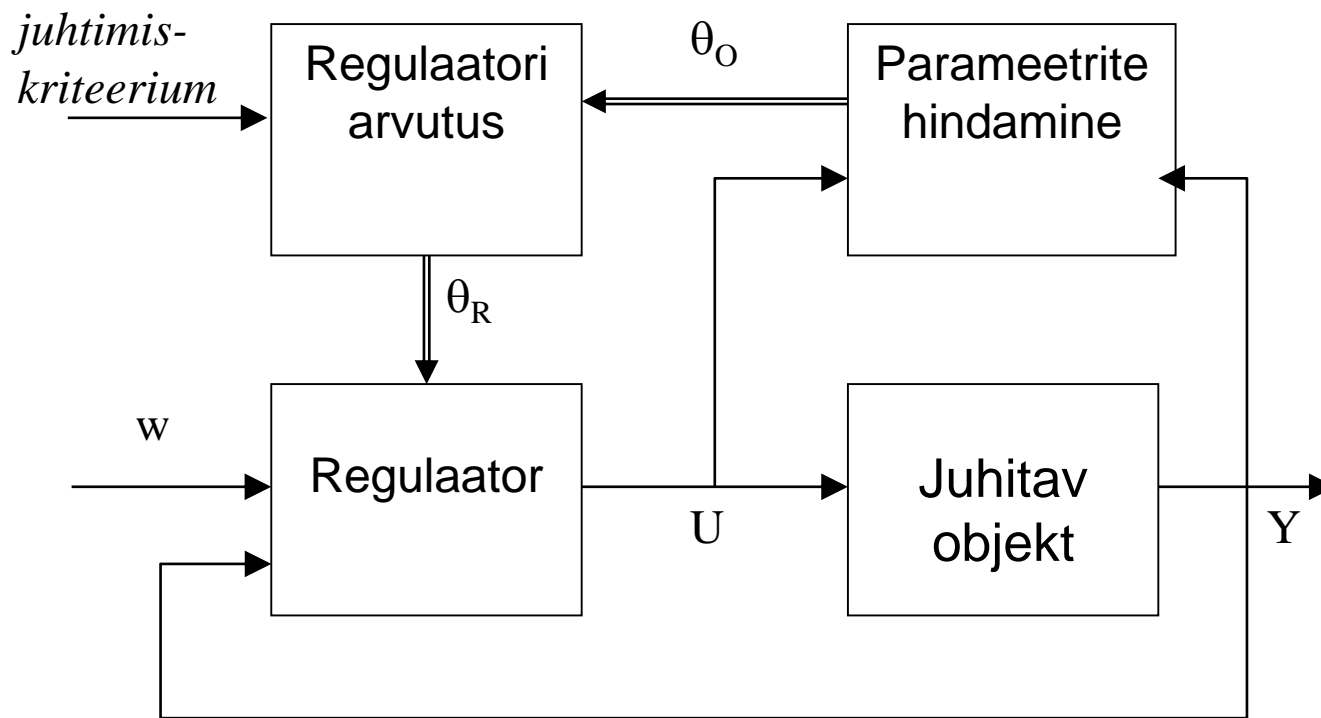 juhtimis-
kriteerium
Regulaatori
arvutus
θO
Parameetrite
hindamine
θR
w
Regulaator
U
Juhitav
objekt
Y